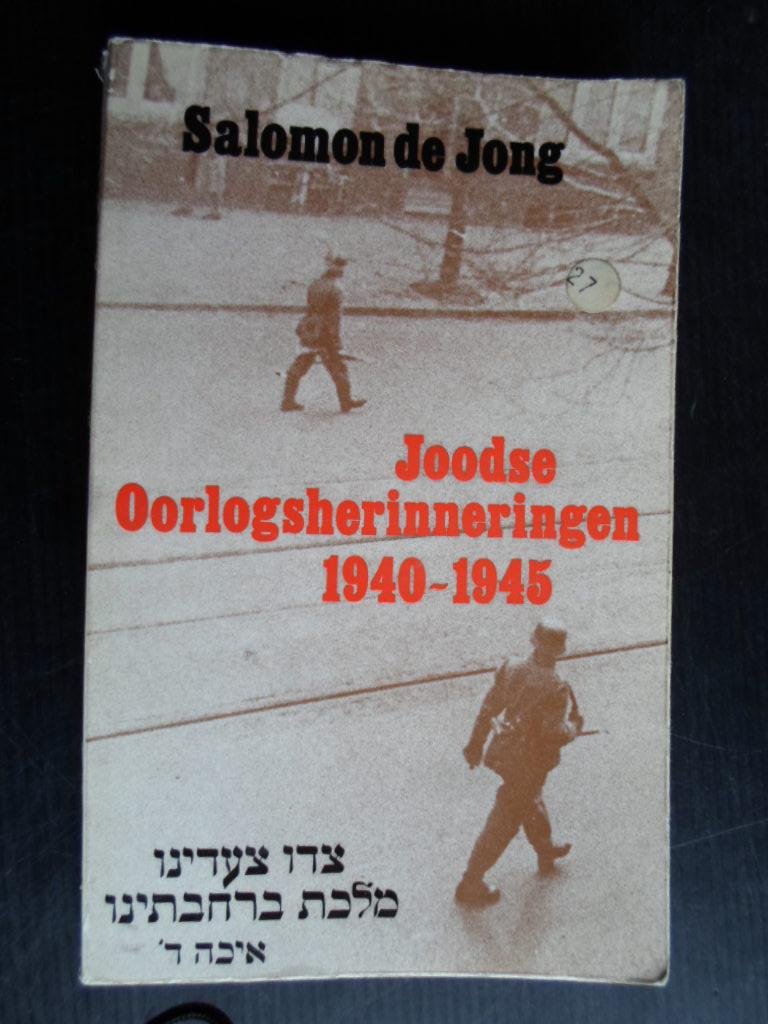 Salomon de Jong
27
Joodse
Oorlogsherinneringen
1940-1945
צדו צעדינו
מלכת ברחבתינו
איכה ד׳